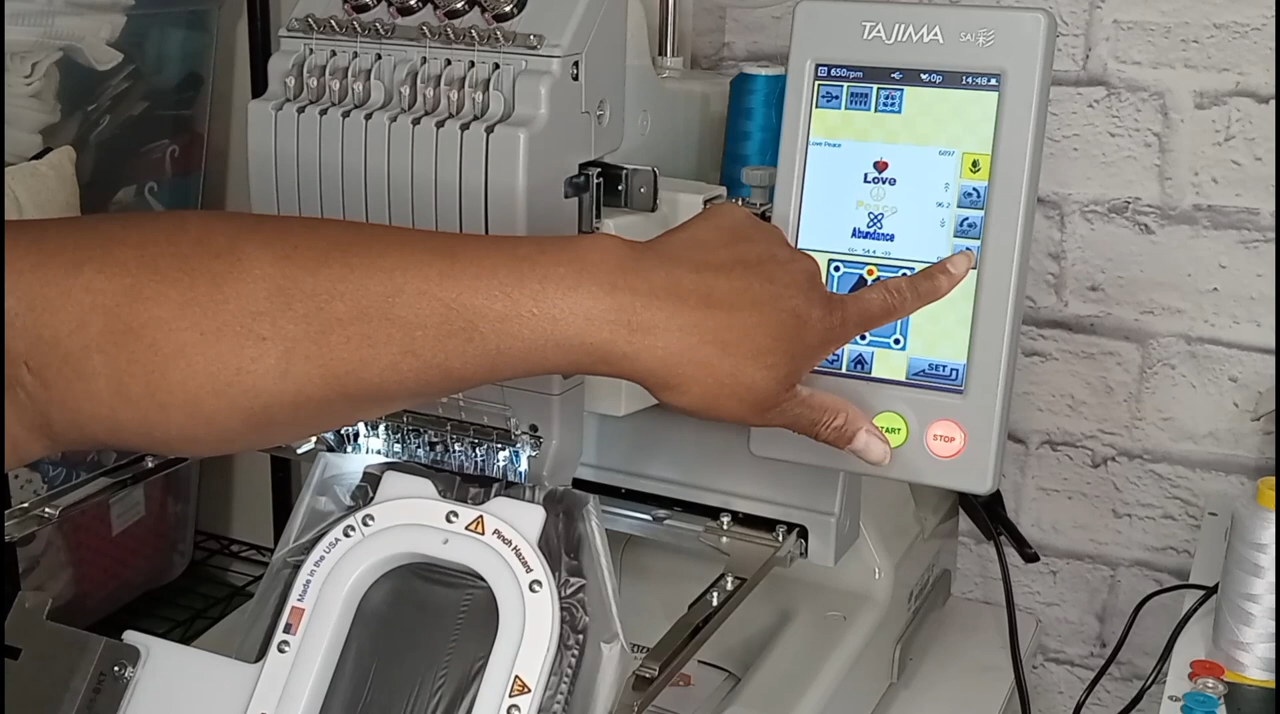 TAJIMA SAI彩
650rpm 0p 14:48
Love Peace 6897
Love
Peace
96.2
Abundance
54.4
SET
START
STOP
Made in the USA
Pinch Hazard